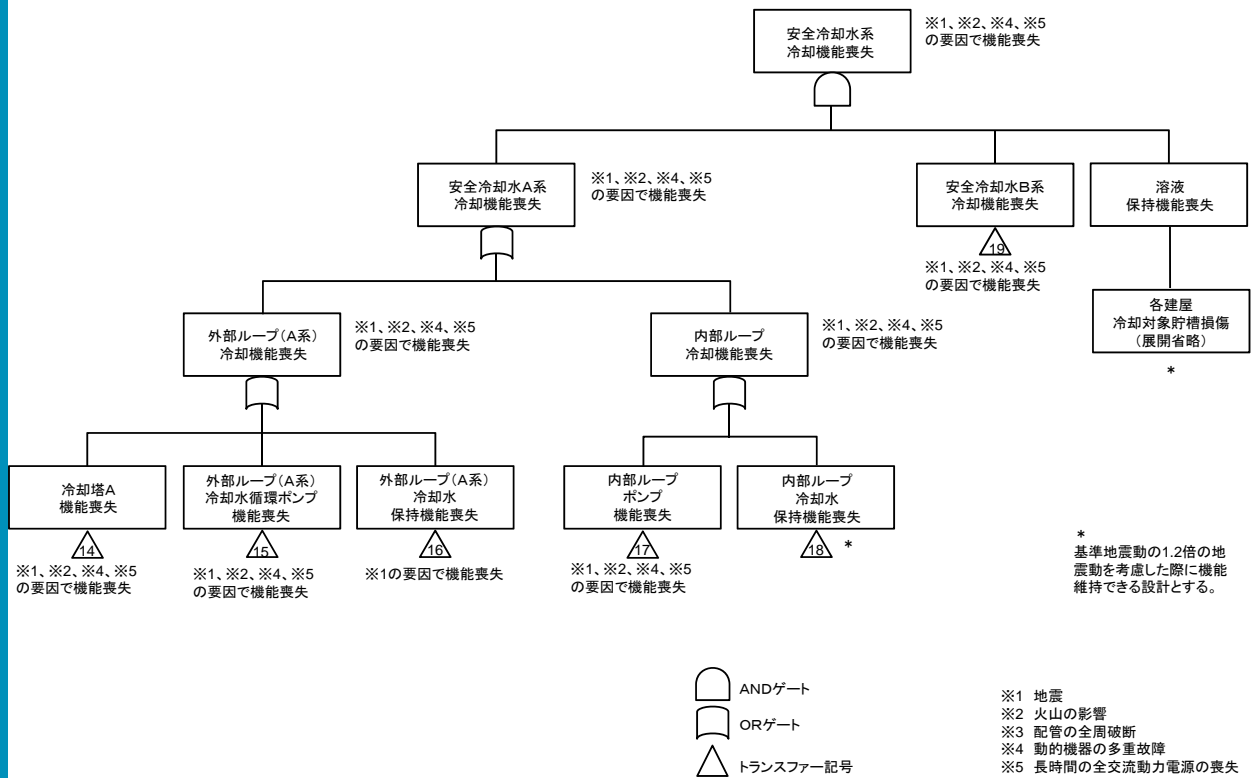 安全冷却水系
冷却機能喪失
※1、※2、※4、※5
の要因で機能喪失
安全冷却水A系
冷却機能喪失
※1、※2、※4、※5
の要因で機能喪失
安全冷却水B系
冷却機能喪失
19
※1、※2、※4、※5
の要因で機能喪失
溶液
保持機能喪失
各建屋
冷却対象貯槽損傷
(展開省略)
*
外部ループ(A系)
冷却機能喪失
※1、※2、※4、※5
の要因で機能喪失
内部ループ
冷却機能喪失
※1、※2、※4、※5
の要因で機能喪失
冷却塔A
機能喪失
14
※1、※2、※4、※5
の要因で機能喪失
外部ループ(A系)
冷却水循環ポンプ
機能喪失
15
※1、※2、※4、※5
の要因で機能喪失
外部ループ(A系)
冷却水
保持機能喪失
16
※1の要因で機能喪失
内部ループ
ポンプ
機能喪失
17
※1、※2、※4、※5
の要因で機能喪失
内部ループ
冷却水
保持機能喪失
18 *
*
基準地震動の1.2倍の地
震動を考慮した際に機能
維持できる設計とする。
ANDゲート
ORゲート
トランスファー記号
※1 地震
※2 火山の影響
※3 配管の全周破断
※4 動的機器の多重故障
※5 長時間の全交流動力電源の喪失